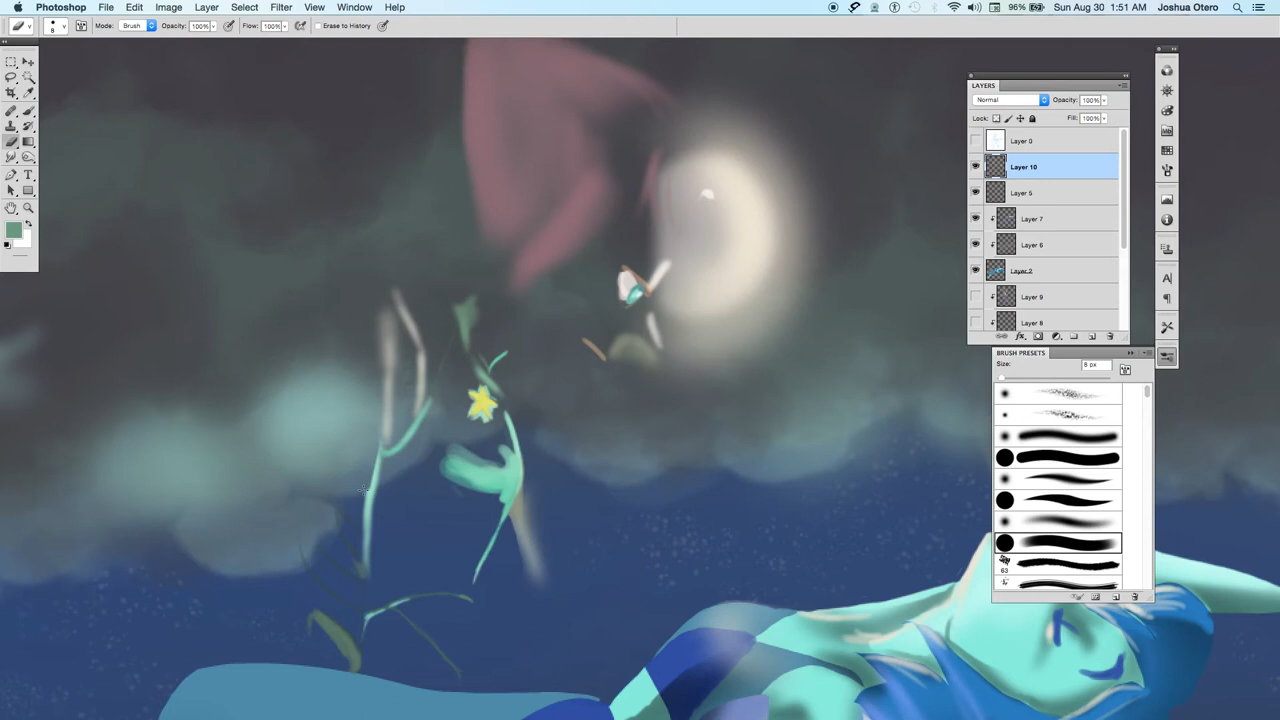 Photoshop File Edit Image Layer Select Filter View Window Help 96% Sun Aug 30 1:51 AM Joshua Otero
8 Mode: Brush Opacity: 100% Flow: 100% Erase to History
LAYERS
Normal Opacity: 100%
Lock: Fill: 100%
Layer 0
Layer 10
Layer 5
Layer 7
Layer 6
Layer 2
Layer 9
Layer 8
BRUSH PRESETS
Size: 8 px
63